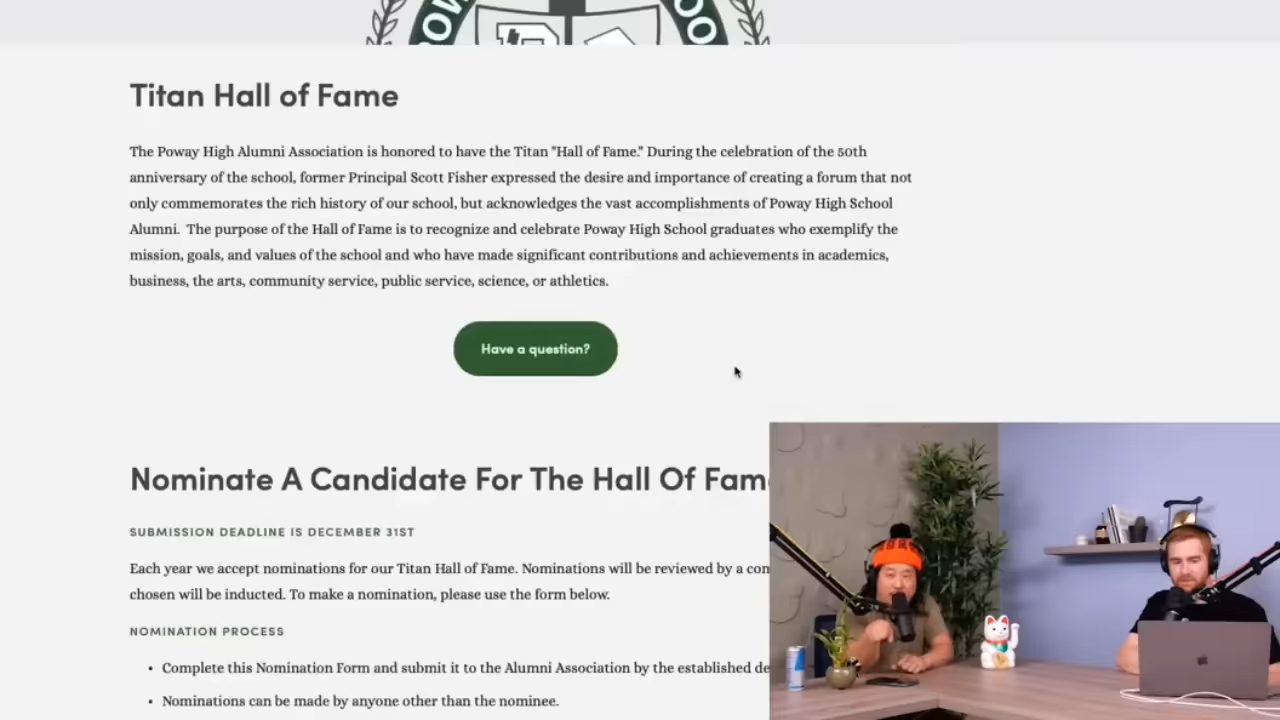 Titan Hall of Fame
The Poway High Alumni Association is honored to have the Titan "Hall of Fame." During the celebration of the 50th
anniversary of the school, former Principal Scott Fisher expressed the desire and importance of creating a forum that not
only commemorates the rich history of our school, but acknowledges the vast accomplishments of Poway High School
Alumni.  The purpose of the Hall of Fame is to recognize and celebrate Poway High School graduates who exemplify the
mission, goals, and values of the school and who have made significant contributions and achievements in academics,
business, the arts, community service, public service, science, or athletics.
Have a question?
Nominate A Candidate For The Hall Of Fam
SUBMISSION DEADLINE IS DECEMBER 31ST
Each year we accept nominations for our Titan Hall of Fame. Nominations will be reviewed by a
chosen will be inducted. To make a nomination, please use the form below.
NOMINATION PROCESS
• Complete this Nomination Form and submit it to the Alumni Association by the established
• Nominations can be made by anyone other than the nominee.